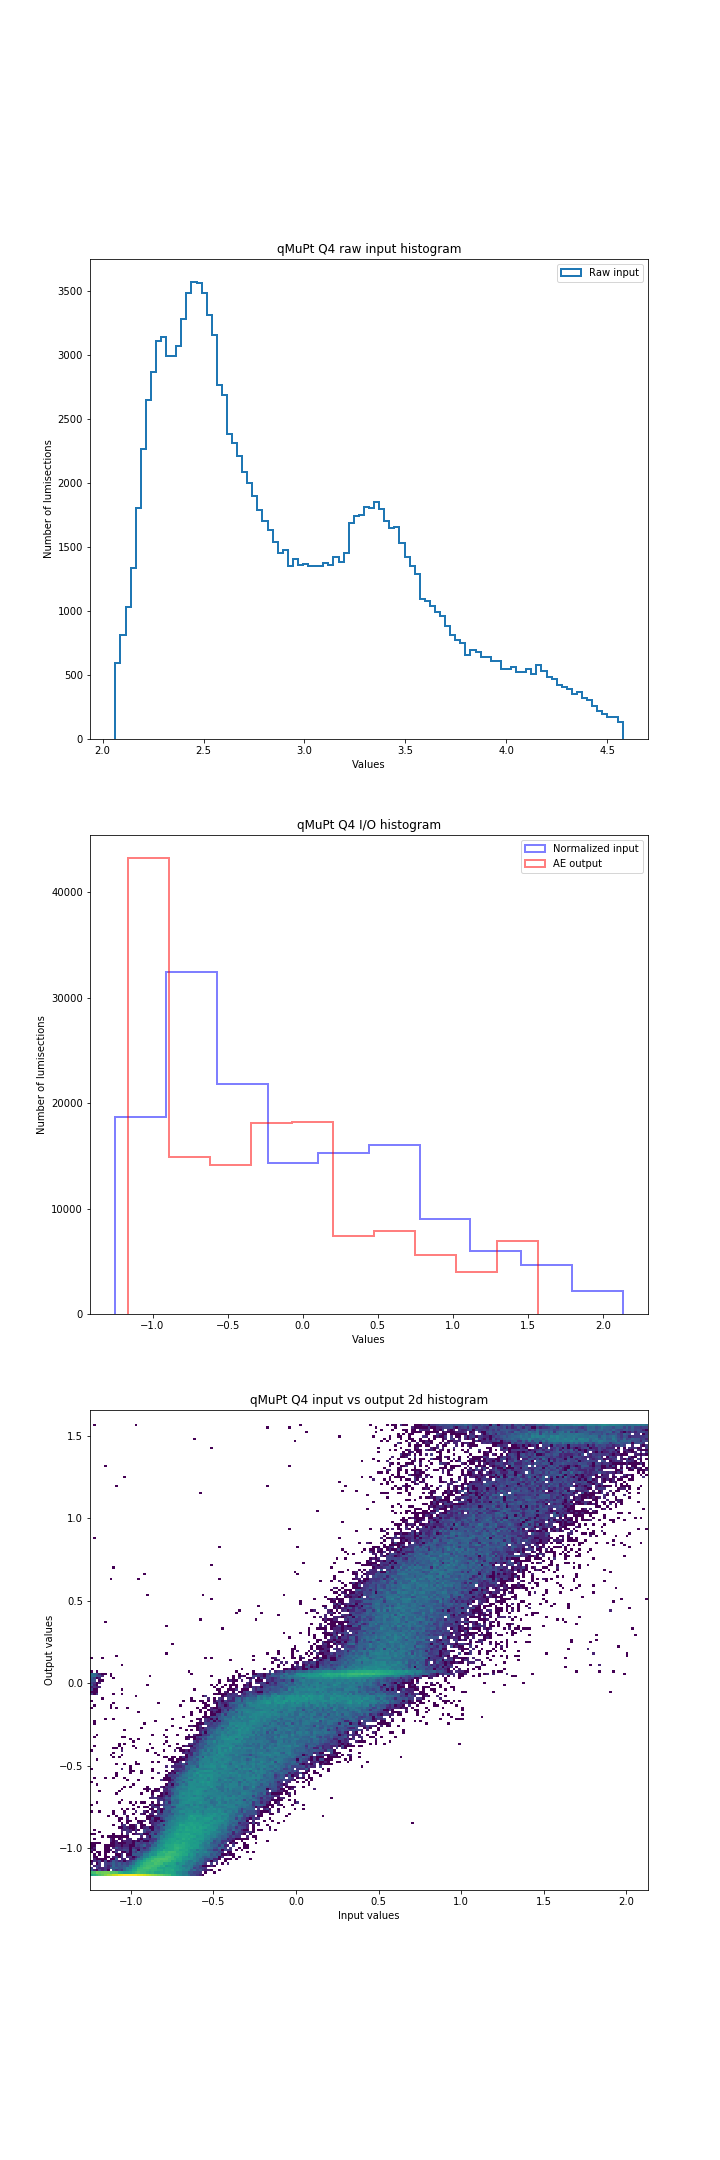 qMuPt Q4 raw input histogram
Raw input
3500
3000
2500
2000
1500
1000
500
0
Number of lumisections
2.0 2.5 3.0 3.5 4.0 4.5
Values
qMuPt Q4 I/O histogram
Normalized input
AE output
40000
30000
20000
10000
0
Number of lumisections
−1.0 −0.5 0.0 0.5 1.0 1.5 2.0
Values
qMuPt Q4 input vs output 2d histogram
1.5
1.0
0.5
0.0
−0.5
−1.0
Output values
−1.0 −0.5 0.0 0.5 1.0 1.5 2.0
Input values